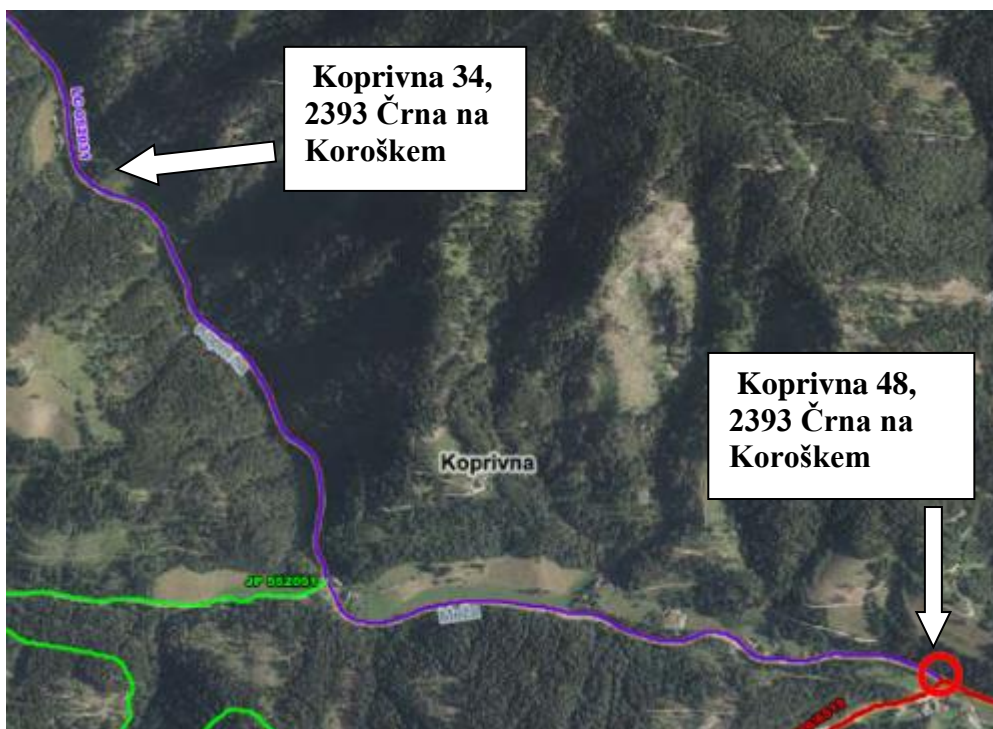 Koprivna 34,
2393 Črna na
Koroškem
Koprivna 48,
2393 Črna na
Koroškem
Koprivna
JP 552051